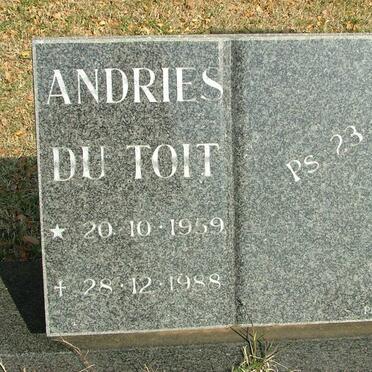 ANDRIES
DU TOIT
★ 20·10·1959
† 28·12·1988
Ps 23